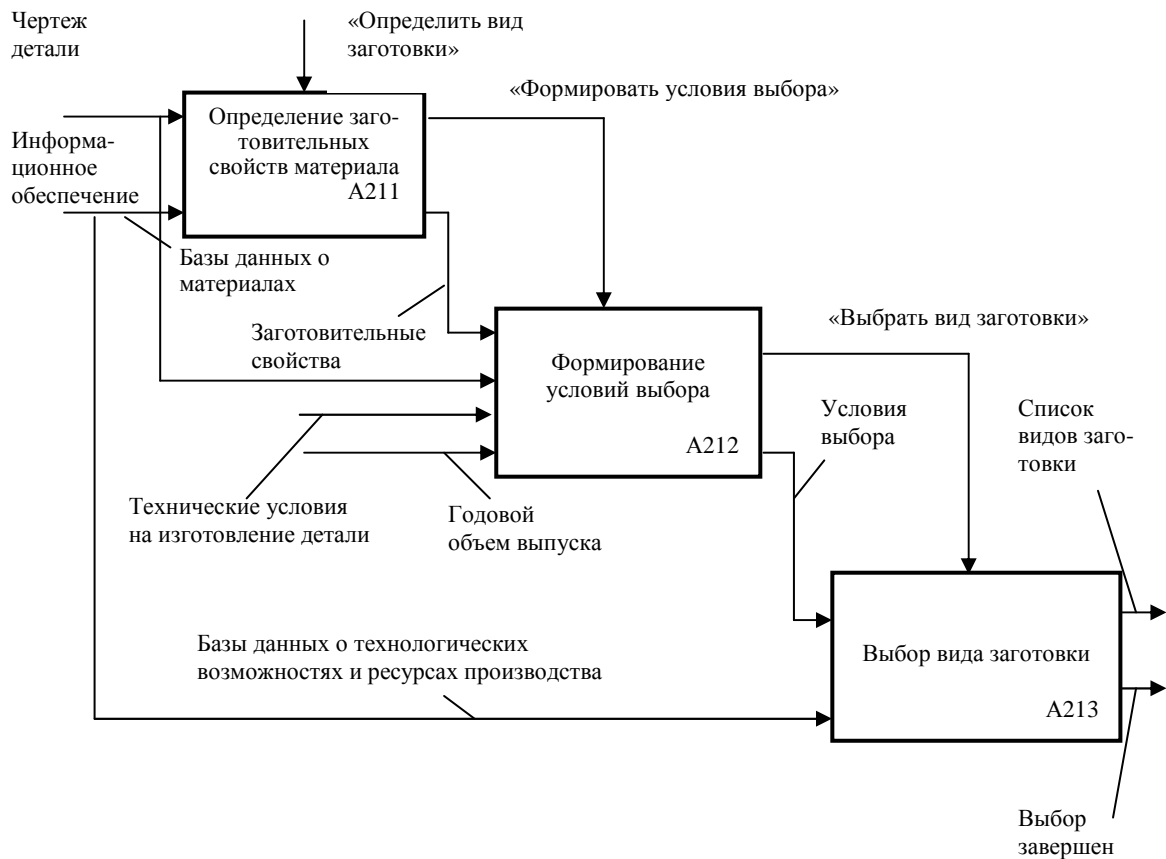 Чертеж
детали
«Определить вид
заготовки»
«Формировать условия выбора»
Определение заго-
товительных
свойств материала
А211
Информа-
ционное
обеспечение
Базы данных о
материалах
Заготовительные
свойства
«Выбрать вид заготовки»
Формирование
условий выбора
А212
Условия
выбора
Список
видов заго-
товки
Технические условия
на изготовление детали
Годовой
объем выпуска
Базы данных о технологических
возможностях и ресурсах производства
Выбор вида заготовки
А213
Выбор
завершен